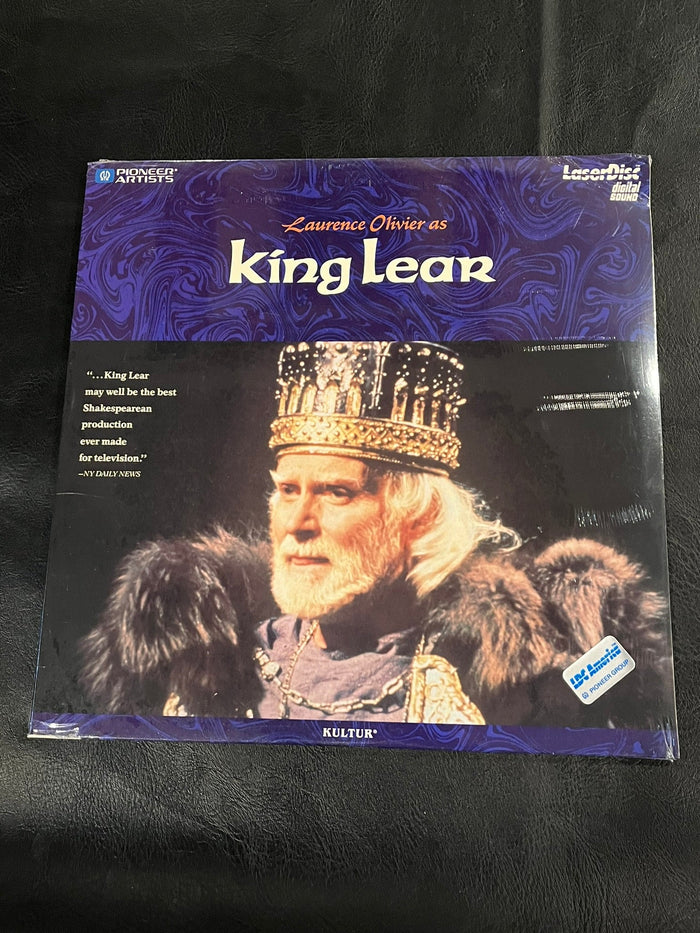 PIONEER®
ARTISTS
LaserDisc
digital
SOUND
Laurence Olivier as
King Lear
“...King Lear
may well be the best
Shakespearean
production
ever made
for television.”
–NY DAILY NEWS
LDC America
PIONEER GROUP
KULTUR®